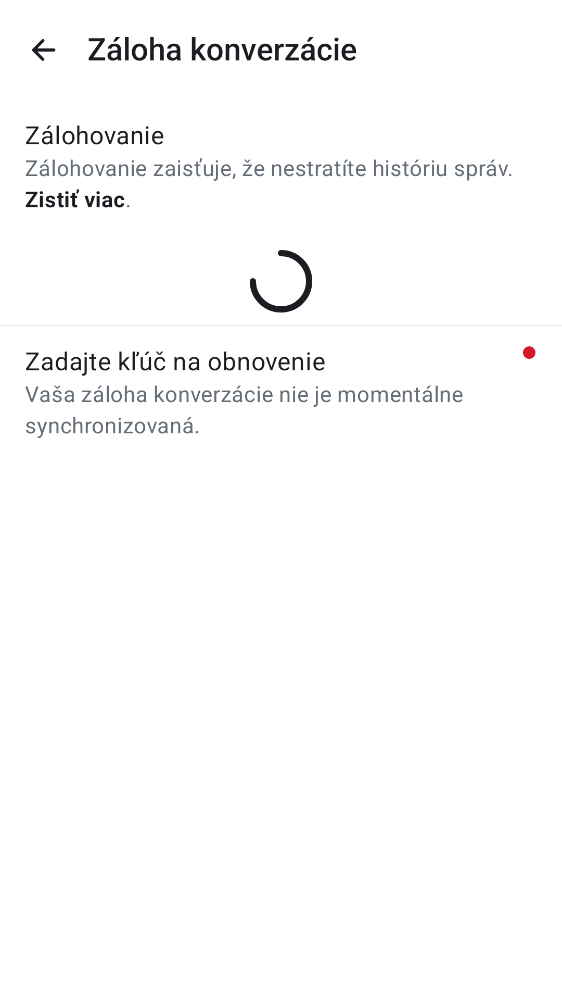 Záloha konverzácie
Zálohovanie
Zálohovanie zaisťuje, že nestratíte históriu správ.
Zistiť viac.
Zadajte kľúč na obnovenie
Vaša záloha konverzácie nie je momentálne
synchronizovaná.